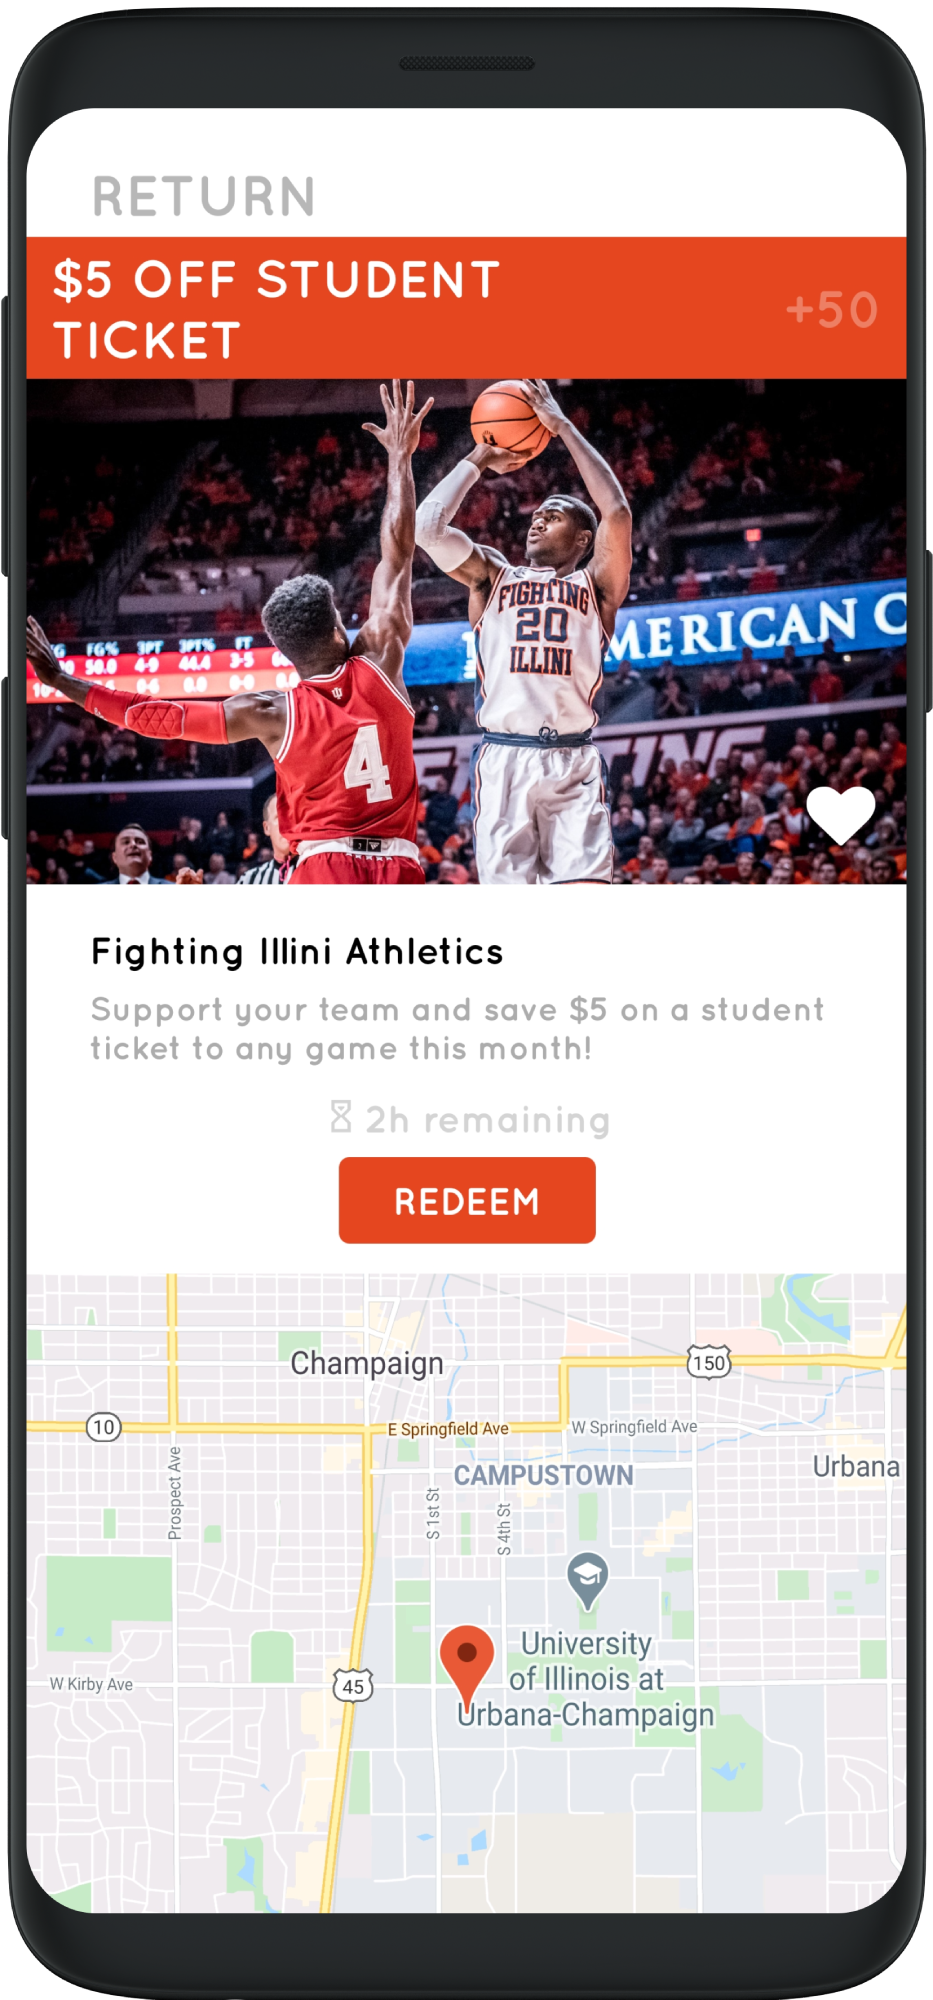 RETURN
$5 OFF STUDENT
TICKET
+50
FG% 3PT 3PT% FT
50.0 4-9 44.4 3-5
0-6 0.0 0-0 0.0
MERICAN C
FIGHTING
20
ILLINI
4
Fighting Illini Athletics
Support your team and save $5 on a student
ticket to any game this month!
2h remaining
REDEEM
Champaign
150
10
E Springfield Ave
W Springfield Ave
Urbana
CAMPUSTOWN
Prospect Ave
S 1st St
S 4th St
University
of Illinois at
Urbana-Champaign
W Kirby Ave
45